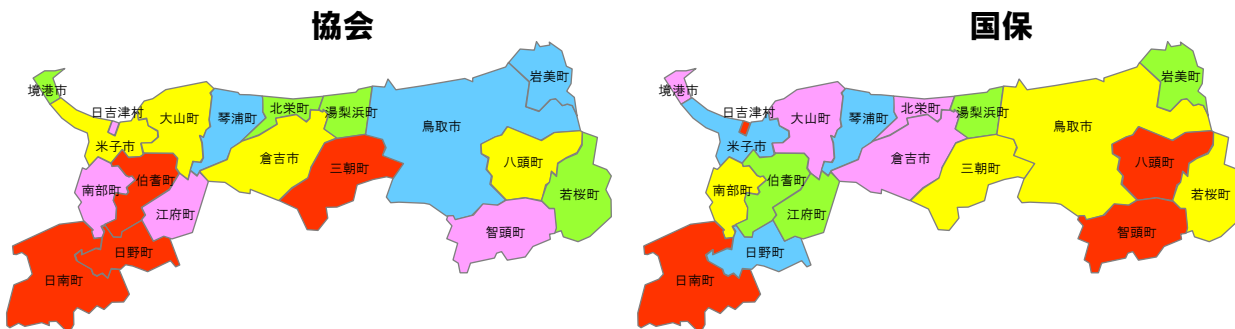 協会
境港市
日吉津村
米子市
大山町
琴浦町
北栄町
湯梨浜町
鳥取市
岩美町
倉吉市
三朝町
八頭町
若桜町
南部町
伯耆町
江府町
智頭町
日野町
日南町
国保
境港市
日吉津村
米子市
大山町
琴浦町
北栄町
湯梨浜町
鳥取市
岩美町
倉吉市
三朝町
八頭町
若桜町
南部町
伯耆町
江府町
智頭町
日野町
日南町